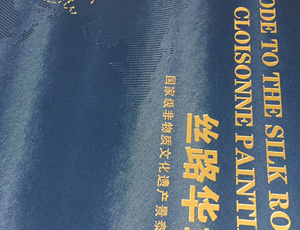 ODE TO THE SILK RO
CLOISONNE PAINTI
丝路华
国家级非物质文化遗产景泰